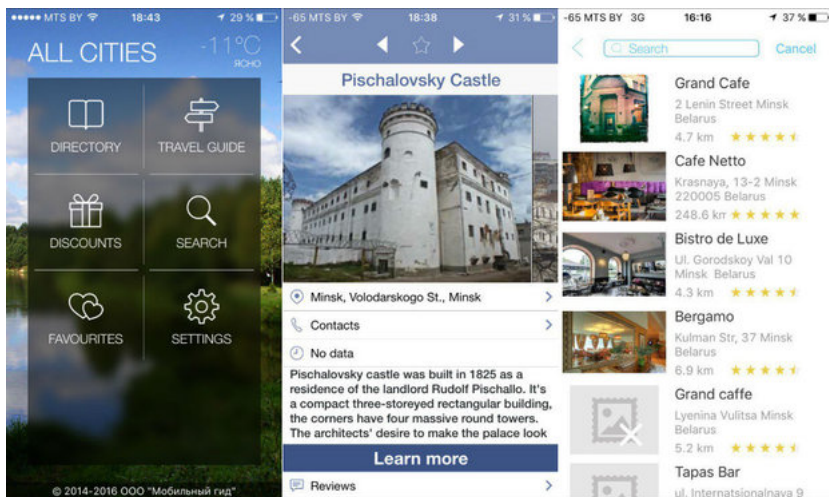 MTS BY 18:43 29 %
ALL CITIES -11°C
ЯСНО
DIRECTORY TRAVEL GUIDE
DISCOUNTS SEARCH
FAVOURITES SETTINGS
© 2014-2016 ООО "Мобильный гид"
-65 MTS BY 18:38 31 %
Pischalovsky Castle
Minsk, Volodarskogo St., Minsk
Contacts
No data
Pischalovsky castle was built in 1825 as a
residence of the landlord Rudolf Pischallo. It's
a compact three-storeyed rectangular building,
the corners have four massive round towers.
The architects' desire to make the palace look
Learn more
Reviews
-65 MTS BY 3G 16:16 37 %
Search Cancel
Grand Cafe
2 Lenin Street Minsk
Belarus
4.7 km
Cafe Netto
Krasnaya, 13-2 Minsk
220005 Belarus
248.6 km
Bistro de Luxe
Ul. Gorodskoy Val 10
Minsk Belarus
4.3 km
Bergamo
Kulman Str, 37 Minsk
Belarus
6.9 km
Grand caffe
Lyenina Vulitsa Minsk
Belarus
5.2 km
Tapas Bar
ul. Internatsionalnaya 9